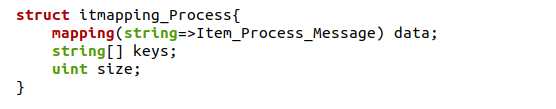 struct itmapping_Process{
    mapping(string=>Item_Process_Message) data;
    string[] keys;
    uint size;
}